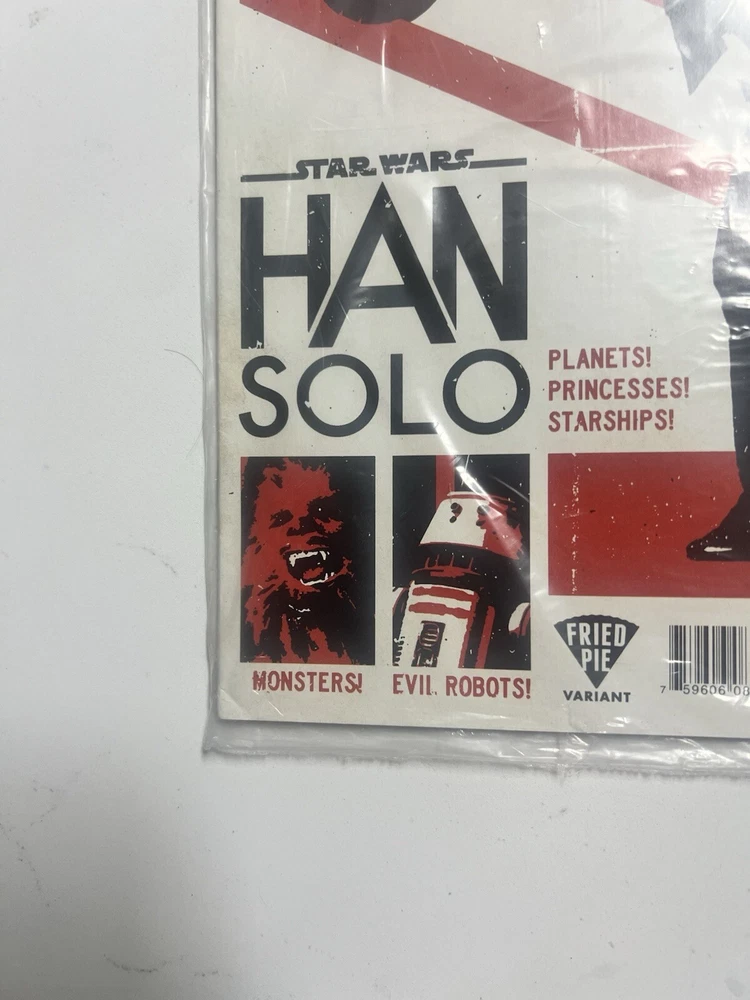 STAR WARS
HAN
SOLO
PLANETS!
PRINCESSES!
STARSHIPS!
MONSTERS!
EVIL ROBOTS!
FRIED
PIE
VARIANT
7 59606 08